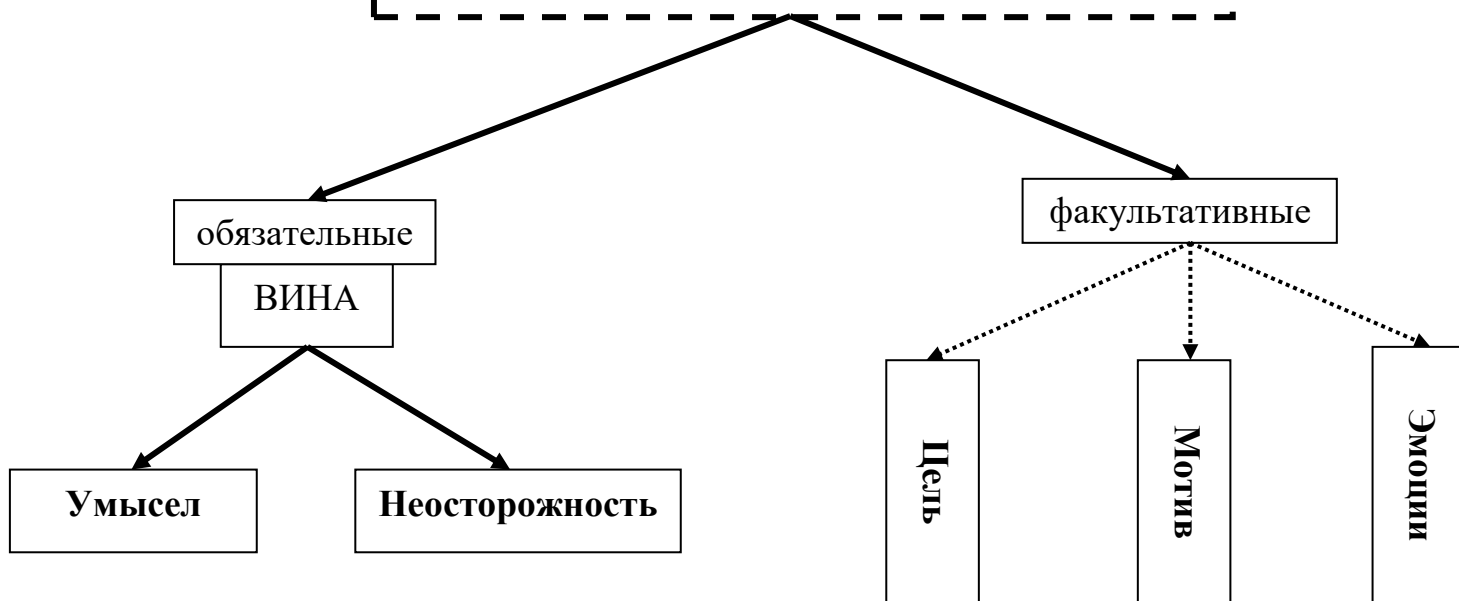 обязательные
ВИНА
Умысел
Неосторожность
факультативные
Цель
Мотив
Эмоции